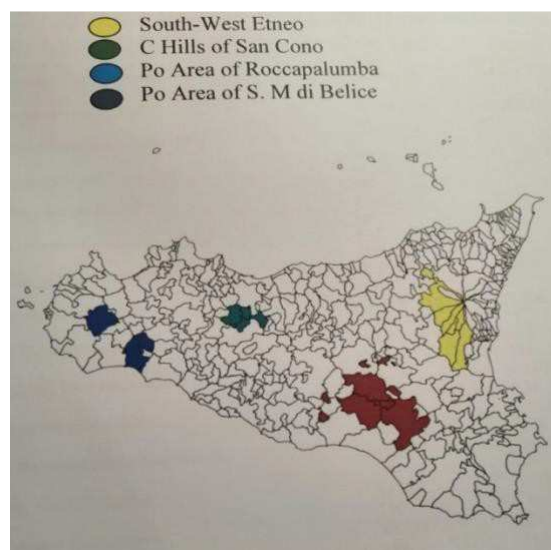 South-West Etneo
C Hills of San Cono
Po Area of Roccapalumba
Po Area of S. M di Belice